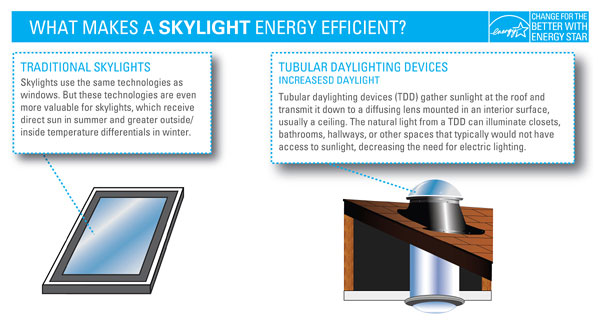 WHAT MAKES A SKYLIGHT ENERGY EFFICIENT?
energy
CHANGE FOR THE
BETTER WITH
ENERGY STAR
TRADITIONAL SKYLIGHTS
Skylights use the same technologies as
windows. But these technologies are even
more valuable for skylights, which receive
direct sun in summer and greater outside/
inside temperature differentials in winter.
TUBULAR DAYLIGHTING DEVICES
INCREASESD DAYLIGHT
Tubular daylighting devices (TDD) gather sunlight at the roof and
transmit it down to a diffusing lens mounted in an interior surface,
usually a ceiling. The natural light from a TDD can illuminate closets,
bathrooms, hallways, or other spaces that typically would not have
access to sunlight, decreasing the need for electric lighting.